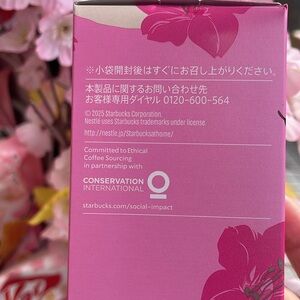 ※小袋開封後はすぐにお召し上がりください。
本製品に関するお問い合わせ先
お客様専用ダイヤル 0120-600-564
© 2025 Starbucks Corporation.
Nestlé uses Starbucks trademarks under license.
http://nestle.jp/Starbucksathome/
Committed to Ethical
Coffee Sourcing
in partnership with
CONSERVATION
INTERNATIONAL
starbucks.com/social-impact